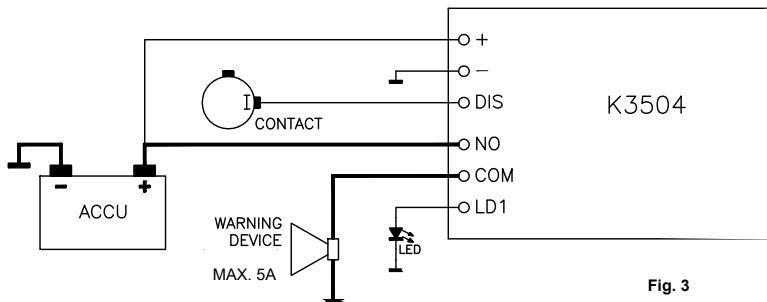 +
−
DIS
I
CONTACT
K3504
NO
COM
LD1
LED
− +
ACCU
WARNING
DEVICE
MAX. 5A
Fig. 3